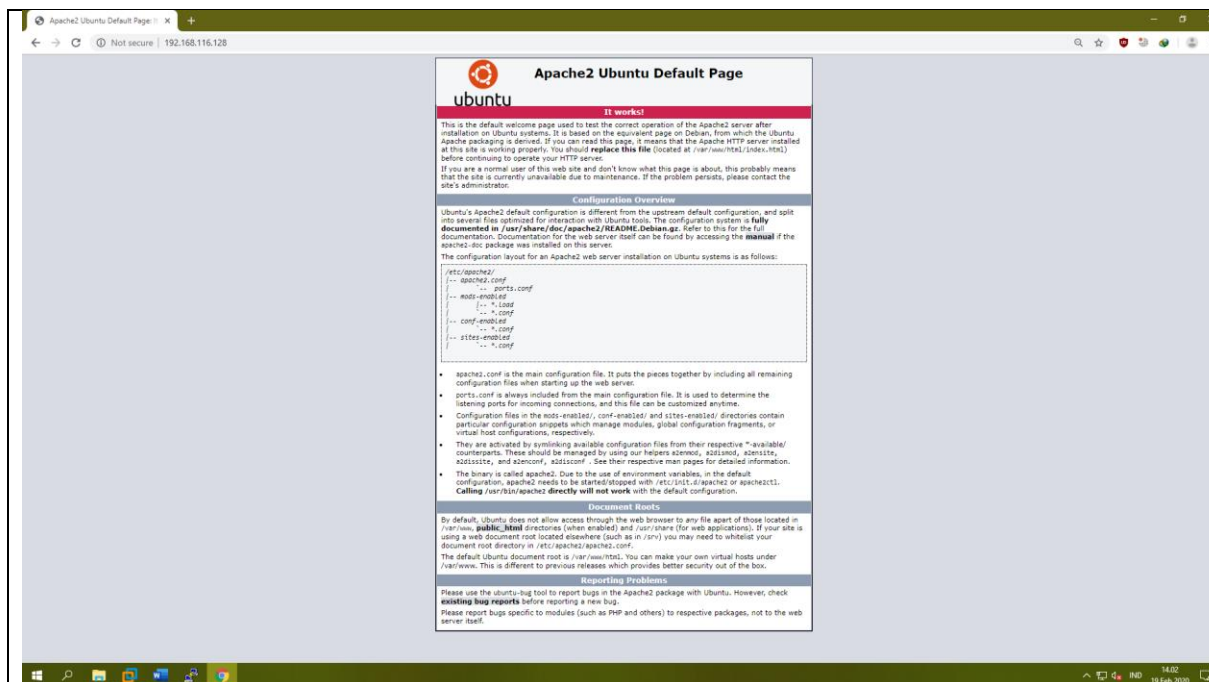 Apache2 Ubuntu Default Page:
Not secure | 192.168.116.128
ubuntu
Apache2 Ubuntu Default Page
It works!
This is the default welcome page used to test the correct operation of the Apache2 server after
installation on Ubuntu systems. It is based on the equivalent page on Debian, from which the Ubuntu
Apache packaging is derived. If you can read this page, it means that the Apache HTTP server installed
at this site is working properly. You should replace this file (located at /var/www/html/index.html)
before continuing to operate your HTTP server.
If you are a normal user of this web site and don't know what this page is about, this probably means
that the site is currently unavailable due to maintenance. If the problem persists, please contact the
site's administrator.
Configuration Overview
Ubuntu's Apache2 default configuration is different from the upstream default configuration, and split
into several files optimized for interaction with Ubuntu tools. The configuration system is fully
documented in /usr/share/doc/apache2/README.Debian.gz. Refer to this for the full
documentation. Documentation for the web server itself can be found by accessing the manual if the
apache2-doc package was installed on this server.
The configuration layout for an Apache2 web server installation on Ubuntu systems is as follows:
/etc/apache2/
|-- apache2.conf
|       `--  ports.conf
|-- mods-enabled
|       |-- *.load
|       `-- *.conf
|-- conf-enabled
|       `-- *.conf
|-- sites-enabled
|       `-- *.conf
• apache2.conf is the main configuration file. It puts the pieces together by including all remaining
configuration files when starting up the web server.
• ports.conf is always included from the main configuration file. It is used to determine the
listening ports for incoming connections, and this file can be customized anytime.
• Configuration files in the mods-enabled/, conf-enabled/ and sites-enabled/ directories contain
particular configuration snippets which manage modules, global configuration fragments, or
virtual host configurations, respectively.
• They are activated by symlinking available configuration files from their respective *-available/
counterparts. These should be managed by using our helpers a2enmod, a2dismod, a2ensite,
a2dissite, and a2enconf, a2disconf . See their respective man pages for detailed information.
• The binary is called apache2. Due to the use of environment variables, in the default
configuration, apache2 needs to be started/stopped with /etc/init.d/apache2 or apache2ctl.
Calling /usr/bin/apache2 directly will not work with the default configuration.
Document Roots
By default, Ubuntu does not allow access through the web browser to any file apart of those located in
/var/www, public_html directories (when enabled) and /usr/share (for web applications). If your site is
using a web document root located elsewhere (such as in /srv) you may need to whitelist your
document root directory in /etc/apache2/apache2.conf.
The default Ubuntu document root is /var/www/html. You can make your own virtual hosts under
/var/www. This is different to previous releases which provides better security out of the box.
Reporting Problems
Please use the ubuntu-bug tool to report bugs in the Apache2 package with Ubuntu. However, check
existing bug reports before reporting a new bug.
Please report bugs specific to modules (such as PHP and others) to respective packages, not to the web
server itself.
IND
14.02
19 Feb 2020